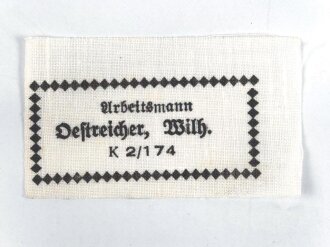 Arbeitsmann
Oestreicher, Wilh.
K 2/174